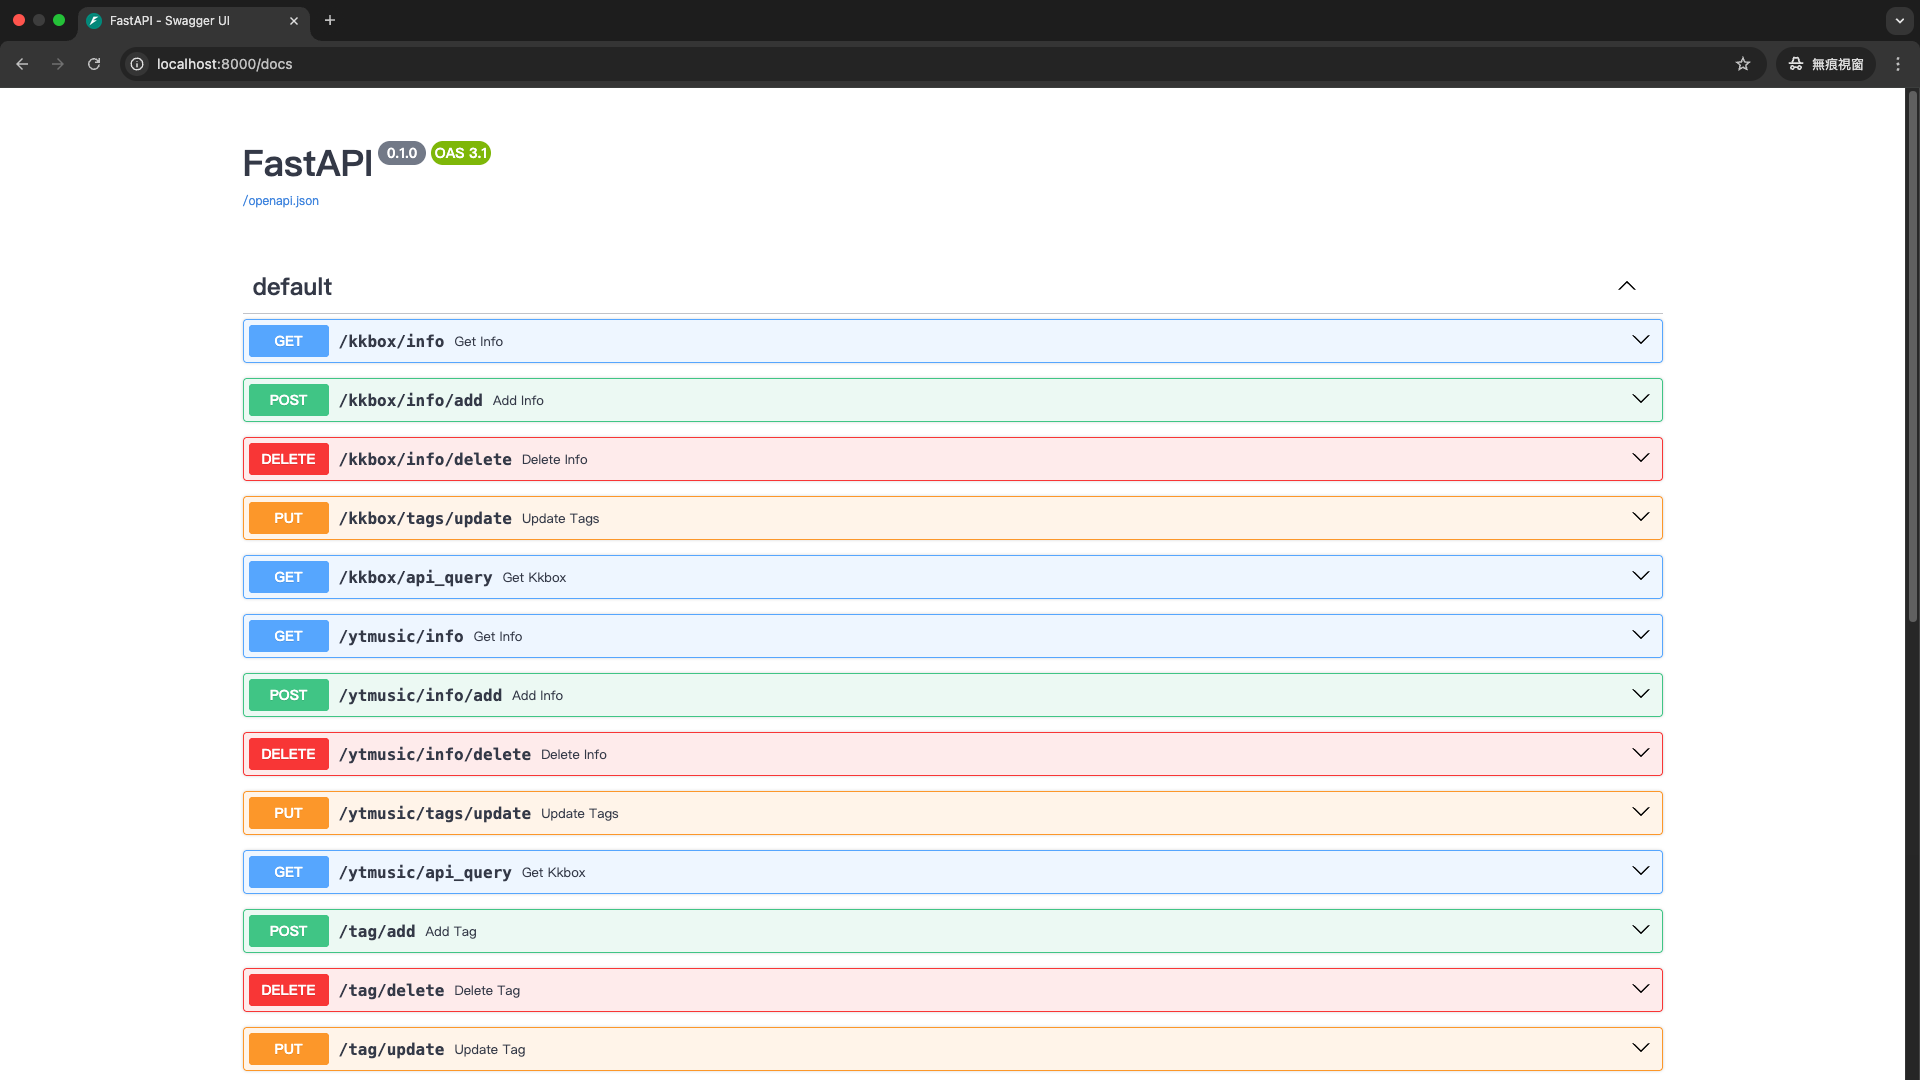 FastAPI - Swagger UI
localhost:8000/docs
無痕視窗
FastAPI 0.1.0 OAS 3.1
/openapi.json
default
GET /kkbox/info Get Info
POST /kkbox/info/add Add Info
DELETE /kkbox/info/delete Delete Info
PUT /kkbox/tags/update Update Tags
GET /kkbox/api_query Get Kkbox
GET /ytmusic/info Get Info
POST /ytmusic/info/add Add Info
DELETE /ytmusic/info/delete Delete Info
PUT /ytmusic/tags/update Update Tags
GET /ytmusic/api_query Get Kkbox
POST /tag/add Add Tag
DELETE /tag/delete Delete Tag
PUT /tag/update Update Tag